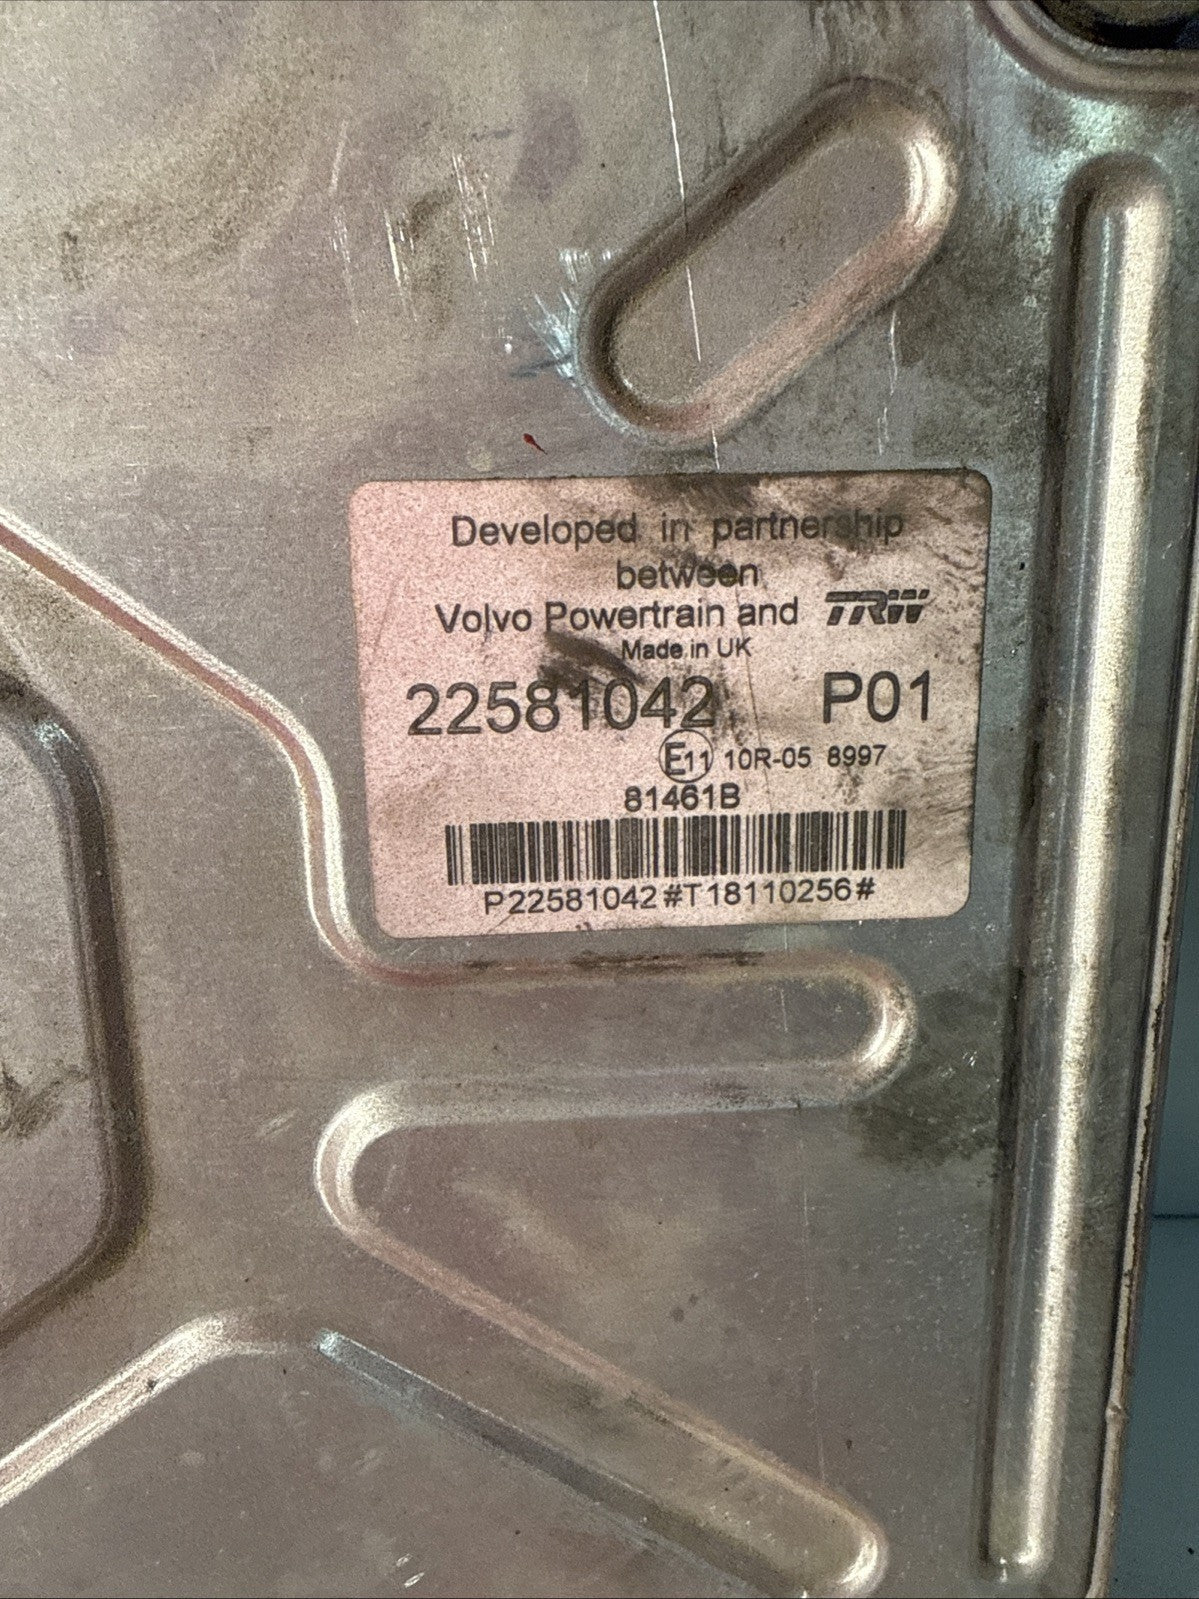 Developed in partnership
between
Volvo Powertrain and TRW
Made in UK
22581042 P01
E11 10R-05 8997
81461B
P22581042#T18110256#